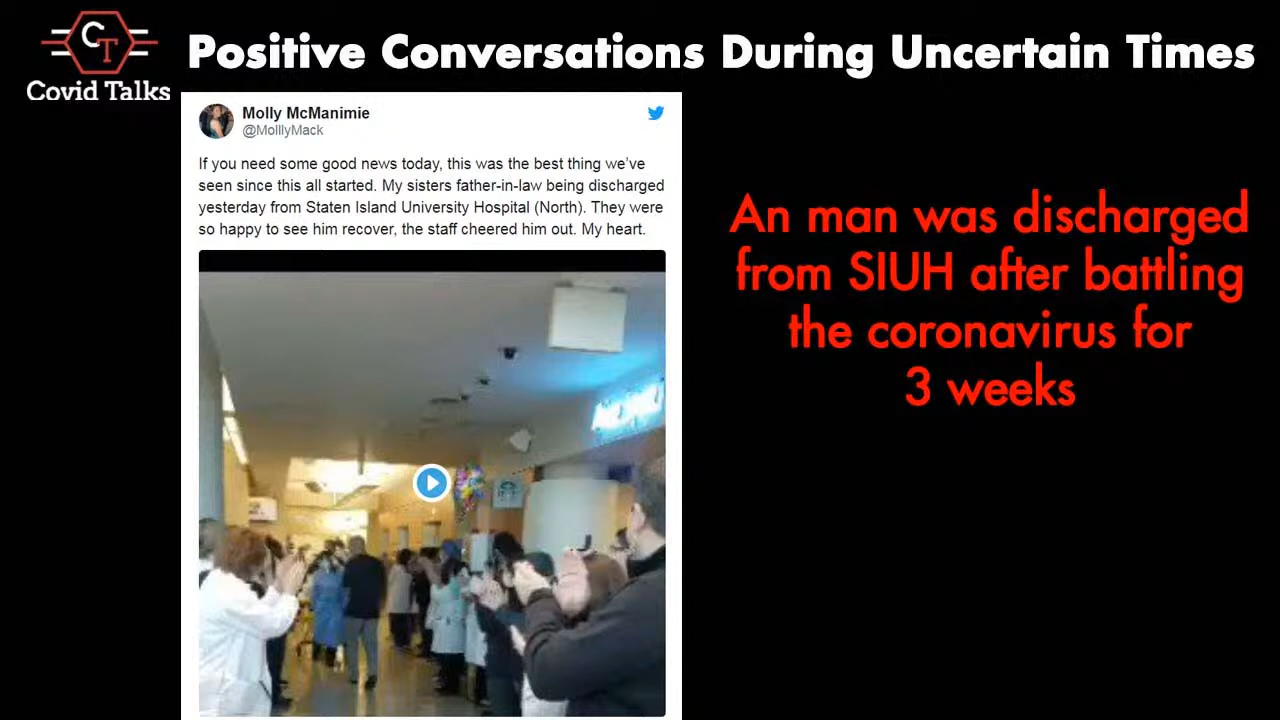 CT
Covid Talks
Positive Conversations During Uncertain Times
Molly McManimie
@MolllyMack
If you need some good news today, this was the best thing we've
seen since this all started. My sisters father-in-law being discharged
yesterday from Staten Island University Hospital (North). They were
so happy to see him recover, the staff cheered him out. My heart.
An man was discharged
from SIUH after battling
the coronavirus for
3 weeks